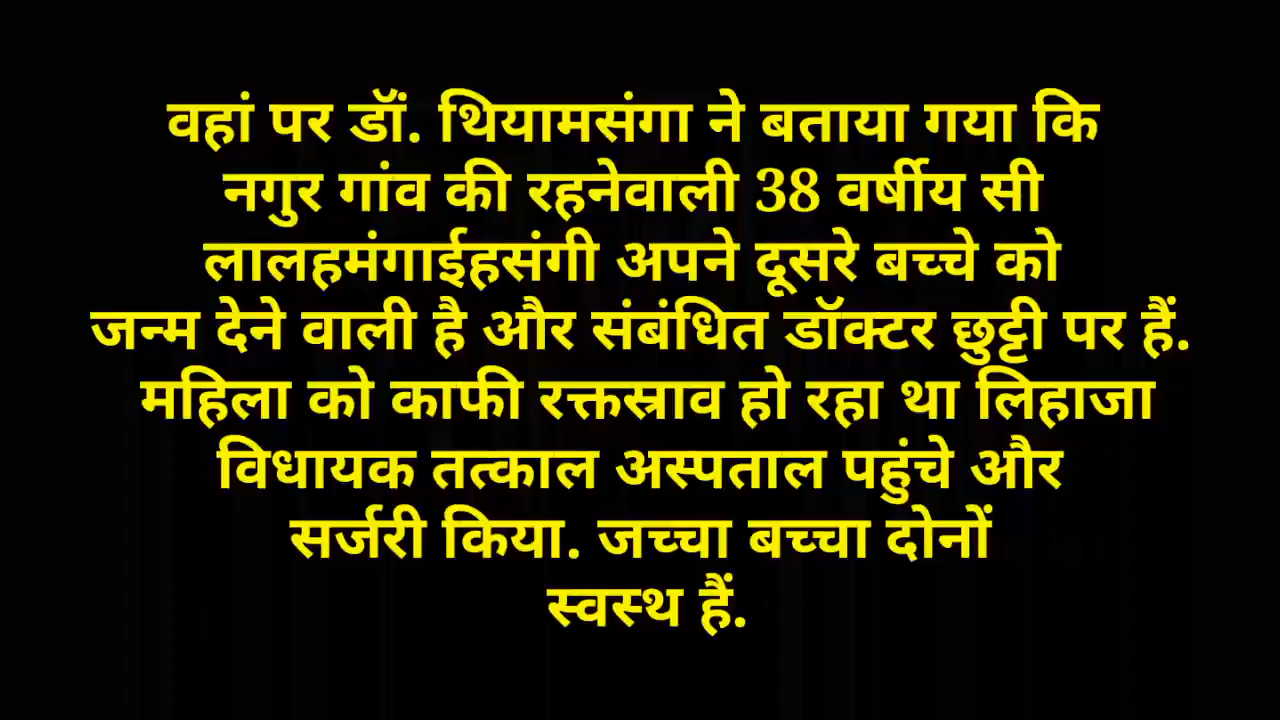 वहां पर डॉ. थियामसंगा ने बताया गया कि
नगुर गांव की रहनेवाली 38 वर्षीय सी
लालहमंगाईहसंगी अपने दूसरे बच्चे को
जन्म देने वाली है और संबंधित डॉक्टर छुट्टी पर हैं.
महिला को काफी रक्तस्राव हो रहा था लिहाजा
विधायक तत्काल अस्पताल पहुंचे और
सर्जरी किया. जच्चा बच्चा दोनों
स्वस्थ हैं.